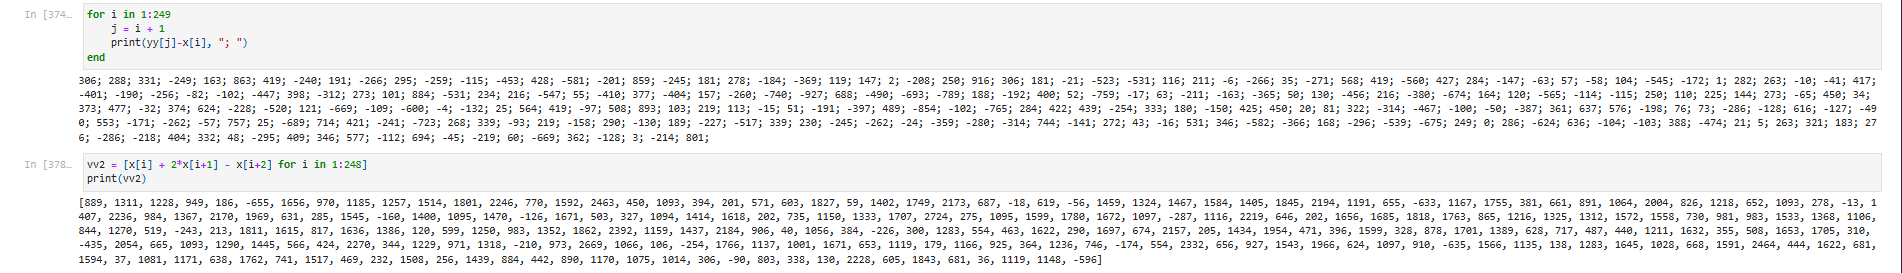 In [374…
for i in 1:249
    j = i + 1
    print(yy[j]-x[i], "; ")
end
306; 288; 331; -249; 163; 863; 419; -240; 191; -266; 295; -259; -115; -453; 428; -581; -201; 859; -245; 181; 278; -184; -369; 119; 147; 2; -208; 250; 916; 306; 181; -21; -523; -531; 116; 211; -6; -266; 35; -271; 568; 419; -560; 427; 284; -147; -63; 57; -58; 104; -545; -172; 1; 282; 263; -10; -41; 417;
-401; -190; -256; -82; -102; -447; 398; -312; 273; 101; 884; -531; 234; 216; -547; 55; -410; 377; -404; 157; -260; -740; -927; 688; -490; -693; -789; 188; -192; 400; 52; -759; -17; 63; -211; -163; -365; 50; 130; -456; 216; -380; -674; 164; 120; -565; -114; -115; 250; 110; 225; 144; 273; -65; 450; 34;
373; 477; -32; 374; 624; -228; -520; 121; -669; -109; -600; -4; -132; 25; 564; 419; -97; 508; 893; 103; 219; 113; -15; 51; -191; -397; 489; -854; -102; -765; 284; 422; 439; -254; 333; 180; -150; 425; 450; 20; 81; 322; -314; -467; -100; -50; -387; 361; 637; 576; -198; 76; 73; -286; -128; 616; -127; -49
0; 553; -171; -262; -57; 757; 25; -689; 714; 421; -241; -723; 268; 339; -93; 219; -158; 290; -130; 189; -227; -517; 339; 230; -245; -262; -24; -359; -280; -314; 744; -141; 272; 43; -16; 531; 346; -582; -366; 168; -296; -539; -675; 249; 0; 286; -624; 636; -104; -103; 388; -474; 21; 5; 263; 321; 183; 27
6; -286; -218; 404; 332; 48; -295; 409; 346; 577; -112; 694; -45; -219; 60; -669; 362; -128; 3; -214; 801;
In [378…
vv2 = [x[i] + 2*x[i+1] - x[i+2] for i in 1:248]
print(vv2)
[889, 1311, 1228, 949, 186, -655, 1656, 970, 1185, 1257, 1514, 1801, 2246, 770, 1592, 2463, 450, 1093, 394, 201, 571, 603, 1827, 59, 1402, 1749, 2173, 687, -18, 619, -56, 1459, 1324, 1467, 1584, 1405, 1845, 2194, 1191, 655, -633, 1167, 1755, 381, 661, 891, 1064, 2004, 826, 1218, 652, 1093, 278, -13, 1
407, 2236, 984, 1367, 2170, 1969, 631, 285, 1545, -160, 1400, 1095, 1470, -126, 1671, 503, 327, 1094, 1414, 1618, 202, 735, 1150, 1333, 1707, 2724, 275, 1095, 1599, 1780, 1672, 1097, -287, 1116, 2219, 646, 202, 1656, 1685, 1818, 1763, 865, 1216, 1325, 1312, 1572, 1558, 730, 981, 983, 1533, 1368, 1106,
844, 1270, 519, -243, 213, 1811, 1615, 817, 1636, 1386, 120, 599, 1250, 983, 1352, 1862, 2392, 1159, 1437, 2184, 906, 40, 1056, 384, -226, 300, 1283, 554, 463, 1622, 290, 1697, 674, 2157, 205, 1434, 1954, 471, 396, 1599, 328, 878, 1701, 1389, 628, 717, 487, 440, 1211, 1632, 355, 508, 1653, 1705, 310,
-435, 2054, 665, 1093, 1290, 1445, 566, 424, 2270, 344, 1229, 971, 1318, -210, 973, 2669, 1066, 106, -254, 1766, 1137, 1001, 1671, 653, 1119, 179, 1166, 925, 364, 1236, 746, -174, 554, 2332, 656, 927, 1543, 1966, 624, 1097, 910, -635, 1566, 1135, 138, 1283, 1645, 1028, 668, 1591, 2464, 444, 1622, 681,
1594, 37, 1081, 1171, 638, 1762, 741, 1517, 469, 232, 1508, 256, 1439, 884, 442, 890, 1170, 1075, 1014, 306, -90, 803, 338, 130, 2228, 605, 1843, 681, 36, 1119, 1148, -596]